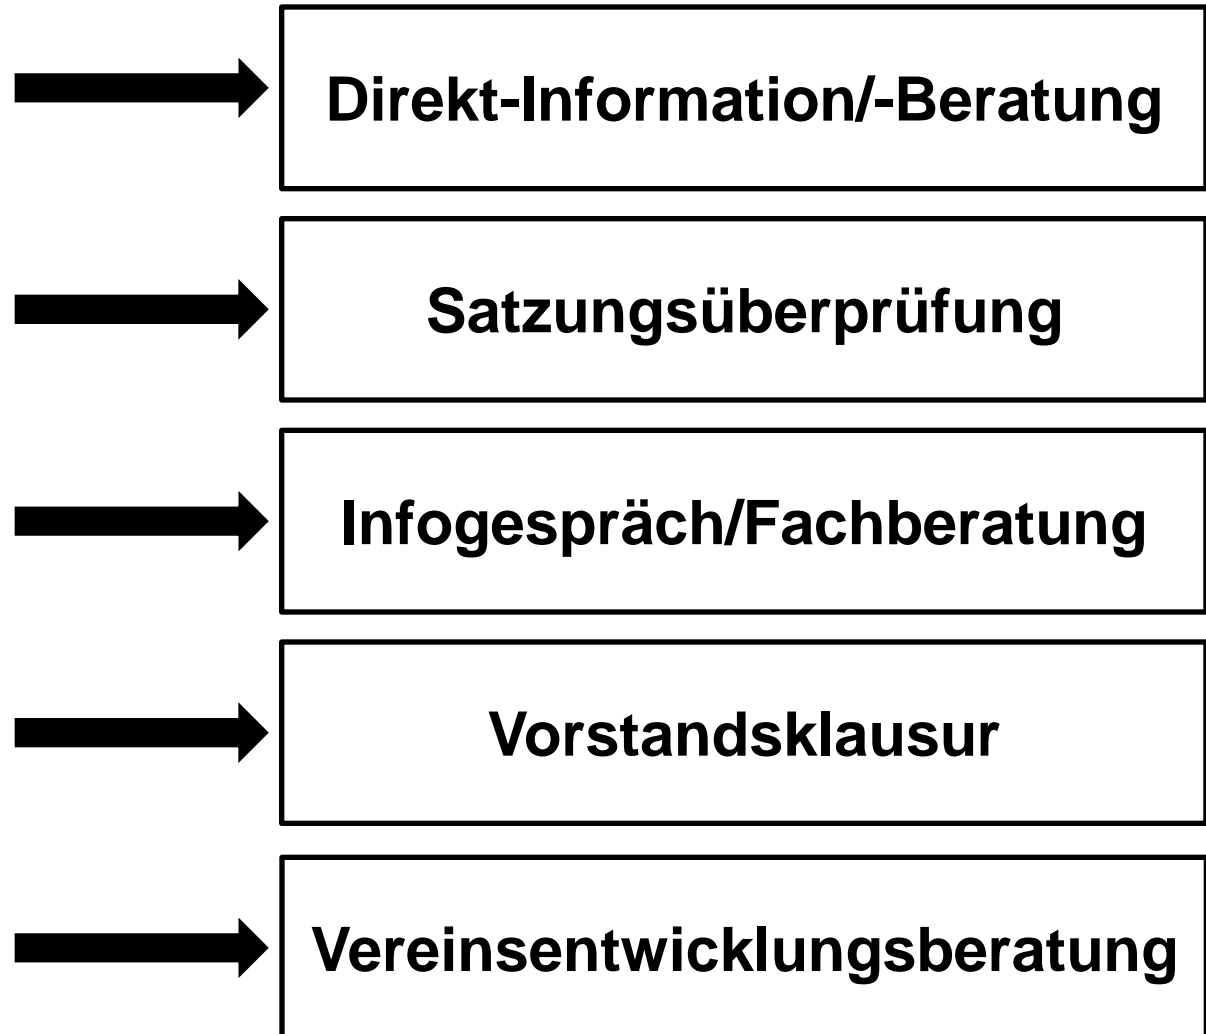 Direkt-Information/-Beratung
Satzungsüberprüfung
Infogespräch/Fachberatung
Vorstandsklausur
Vereinsentwicklungsberatung